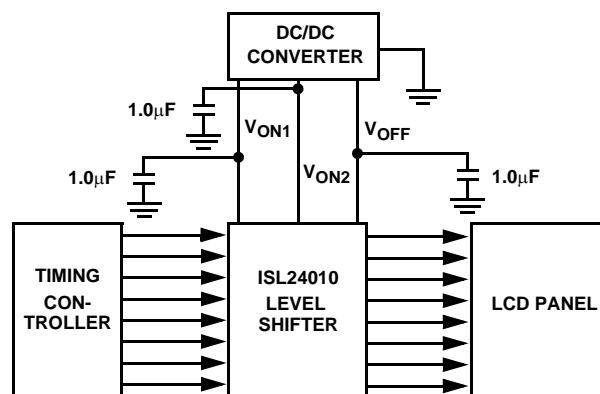 DC/DC
CONVERTER
1.0μF
VON1
VOFF
1.0μF
VON2
1.0μF
TIMING
CON-
TROLLER
ISL24010
LEVEL
SHIFTER
LCD PANEL